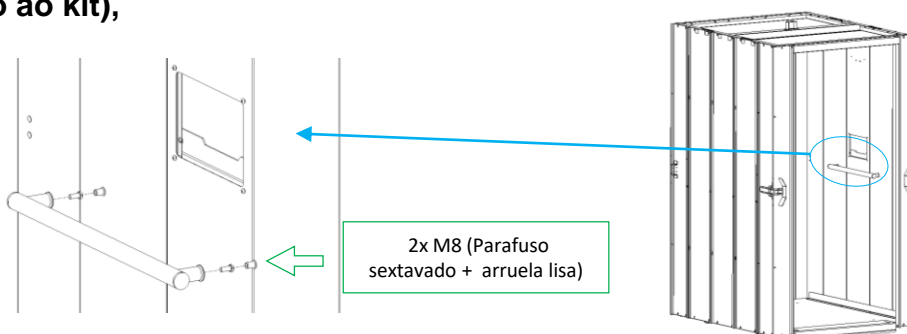 o ao kit),
2x M8 (Parafuso
sextavado + arruela lisa)